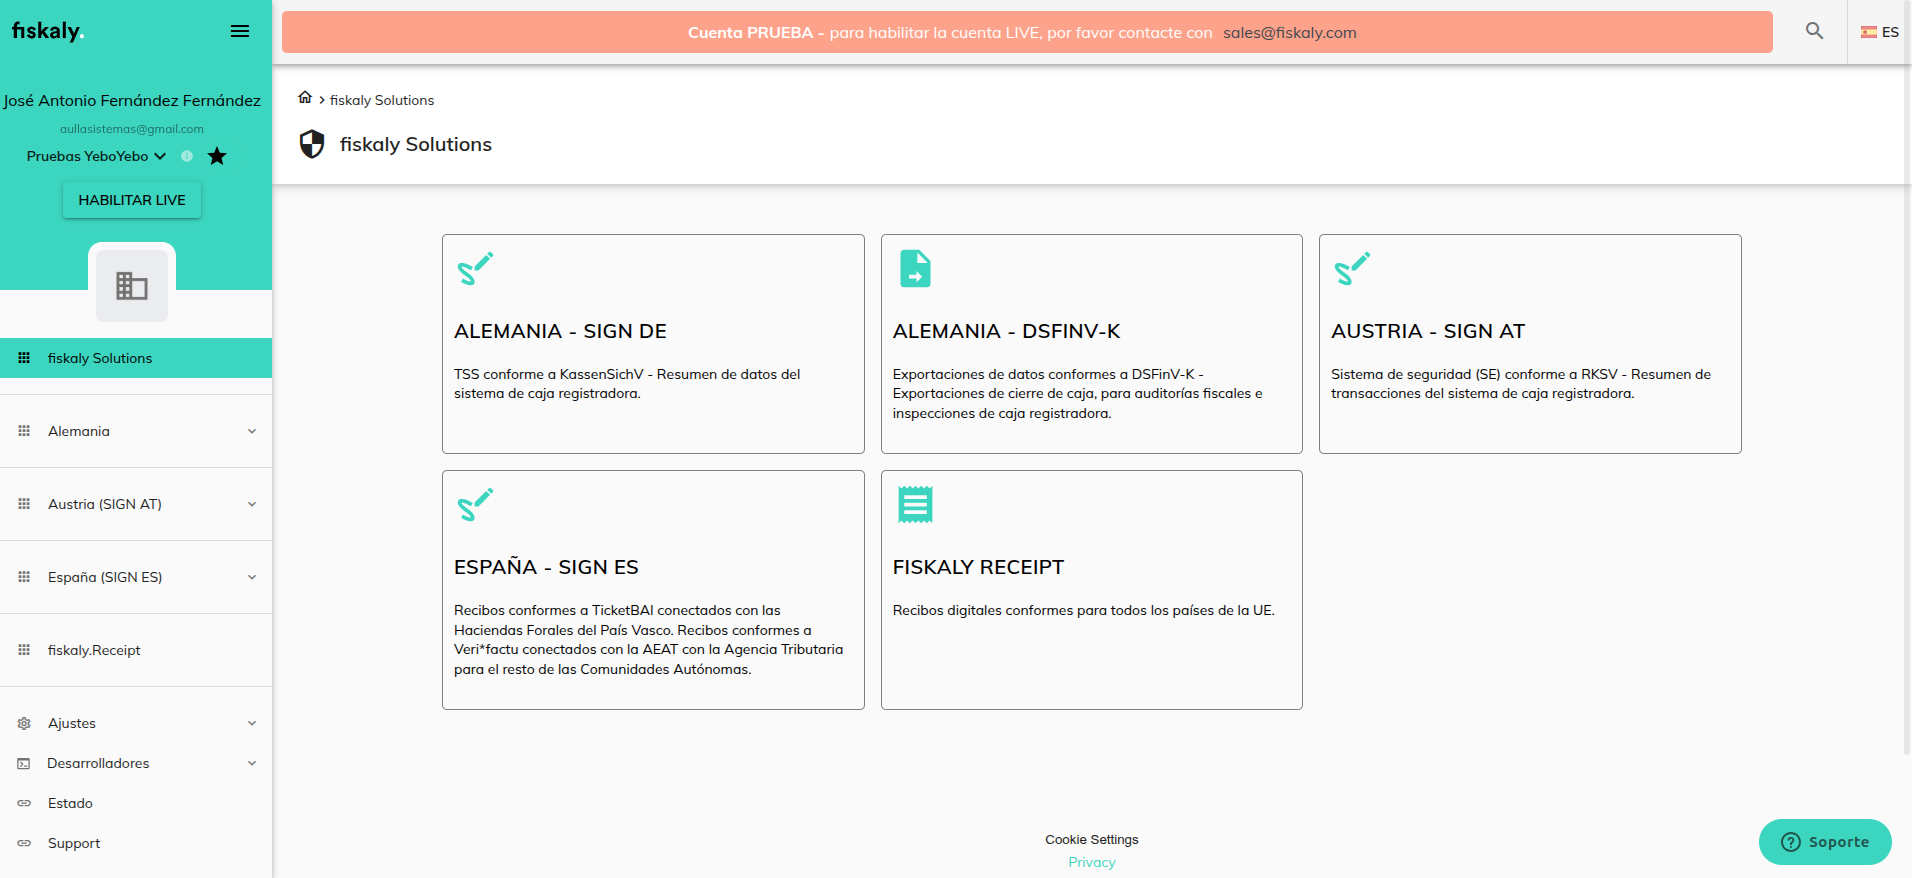 fiskaly.
José Antonio Fernández Fernández
aullasistemas@gmail.com
Pruebas YeboYebo
HABILITAR LIVE
fiskaly Solutions
Alemania
Austria (SIGN AT)
España (SIGN ES)
fiskaly.Receipt
Ajustes
Desarrolladores
Estado
Support
Cuenta PRUEBA - para habilitar la cuenta LIVE, por favor contacte con sales@fiskaly.com
ES
fiskaly Solutions
fiskaly Solutions
ALEMANIA - SIGN DE
TSS conforme a KassenSichV - Resumen de datos del
sistema de caja registradora.
ALEMANIA - DSFINV-K
Exportaciones de datos conformes a DSFinV-K -
Exportaciones de cierre de caja, para auditorías fiscales e
inspecciones de caja registradora.
AUSTRIA - SIGN AT
Sistema de seguridad (SE) conforme a RKSV - Resumen de
transacciones del sistema de caja registradora.
ESPAÑA - SIGN ES
Recibos conformes a TicketBAI conectados con las
Haciendas Forales del País Vasco. Recibos conformes a
Veri*factu conectados con la AEAT con la Agencia Tributaria
para el resto de las Comunidades Autónomas.
FISKALY RECEIPT
Recibos digitales conformes para todos los países de la UE.
Cookie Settings
Privacy
Soporte